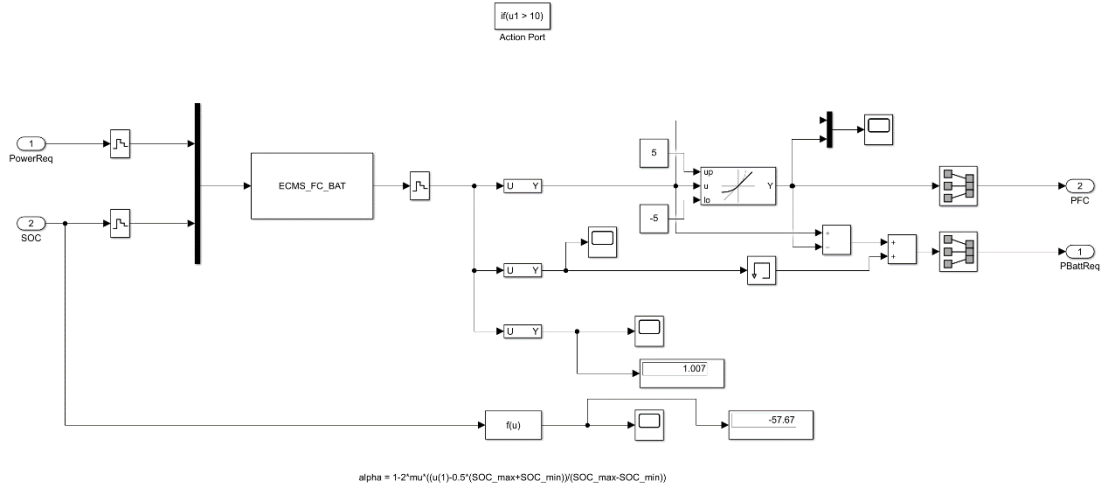 if(u1 > 10)
Action Port
1
PowerReq
2
SOC
ECMS_FC_BAT
U Y
5
-5
up
u
lo
Y
U Y
+
−
+
+
2
PFC
1
PBattReq
U Y
1.007
f(u)
-57.67
alpha = 1-2*mu*((u(1)-0.5*(SOC_max+SOC_min))/(SOC_max-SOC_min))